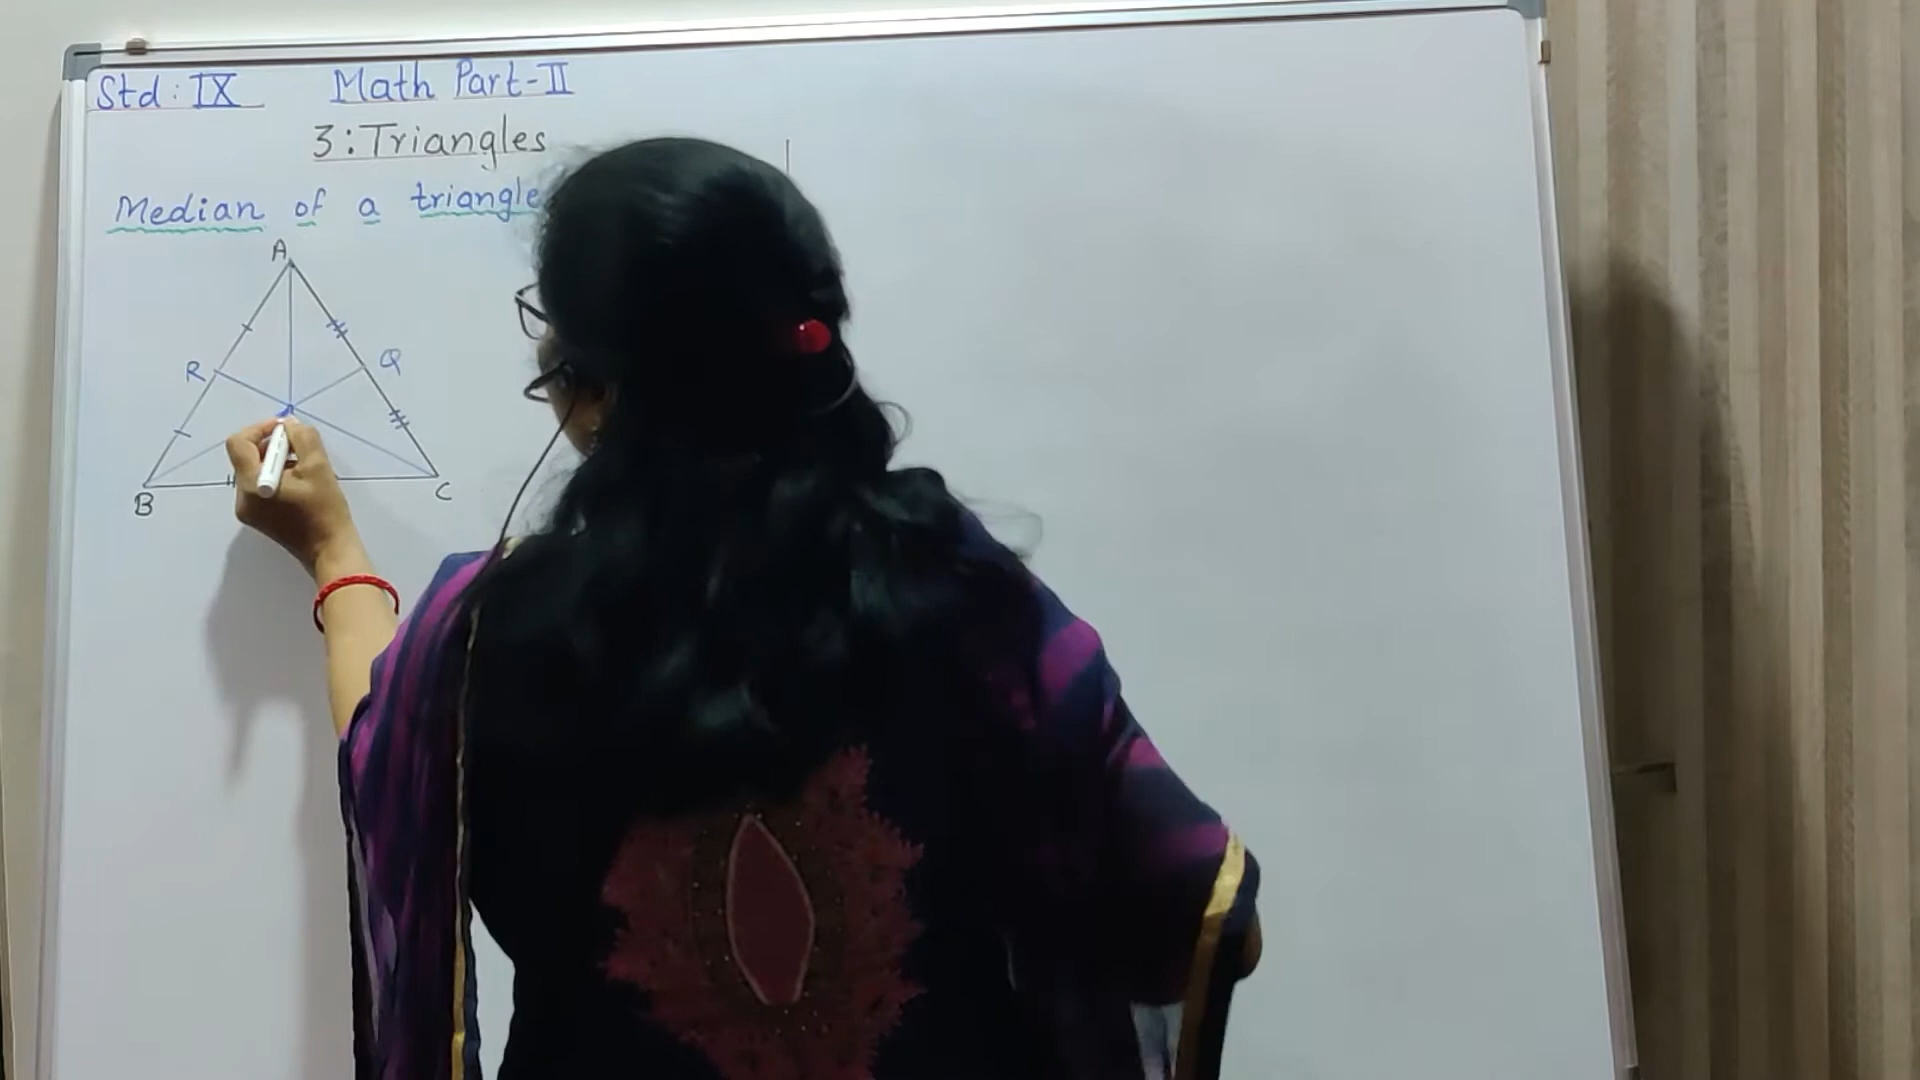 Std : IX Math Part-II
3:Triangles
Median of a triangle
A
R Q
B C